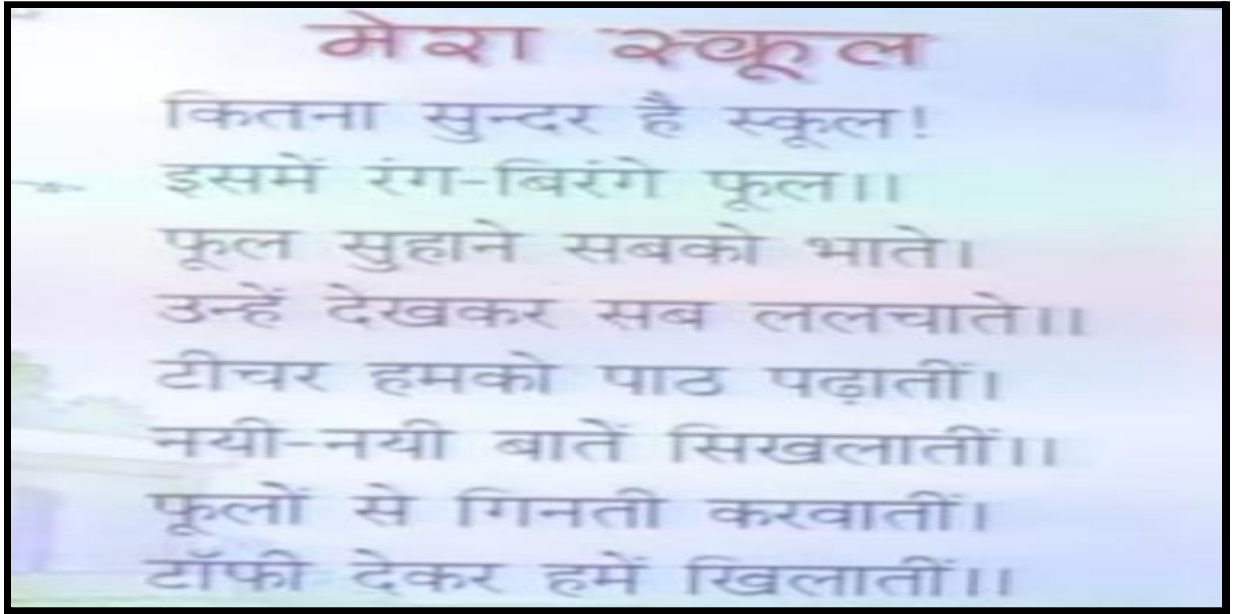 मेरा स्कूल
कितना सुन्दर है स्कूल!
इसमें रंग-बिरंगे फूल।।
फूल सुहाने सबको भाते।
उन्हें देखकर सब ललचाते।।
टीचर हमको पाठ पढ़ातीं।
नयी-नयी बातें सिखलातीं।।
फूलों से गिनती करवातीं।
टॉफी देकर हमें खिलातीं।।